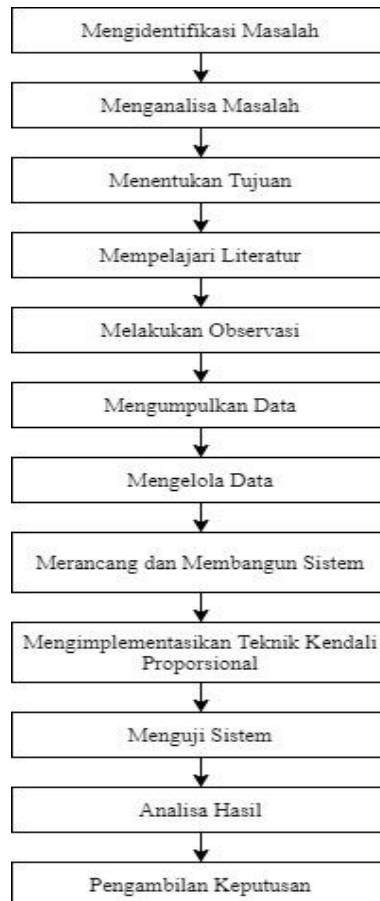 Mengidentifikasi Masalah
Menganalisa Masalah
Menentukan Tujuan
Mempelajari Literatur
Melakukan Observasi
Mengumpulkan Data
Mengelola Data
Merancang dan Membangun Sistem
Mengimplementasikan Teknik Kendali
Proporsional
Menguji Sistem
Analisa Hasil
Pengambilan Keputusan